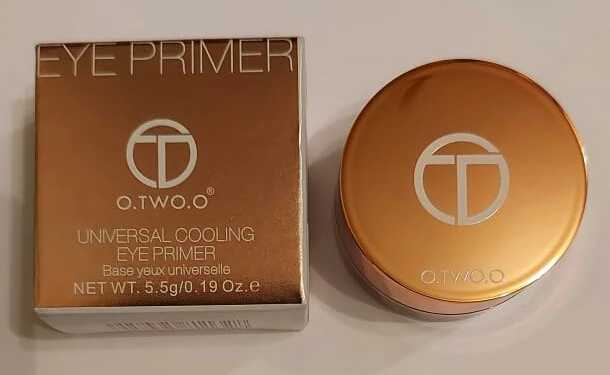 EYE PRIMER
O.TWO.O®
UNIVERSAL COOLING
EYE PRIMER
Base yeux universelle
NET WT. 5.5g/0.19 Oz.e
O.TWO.O